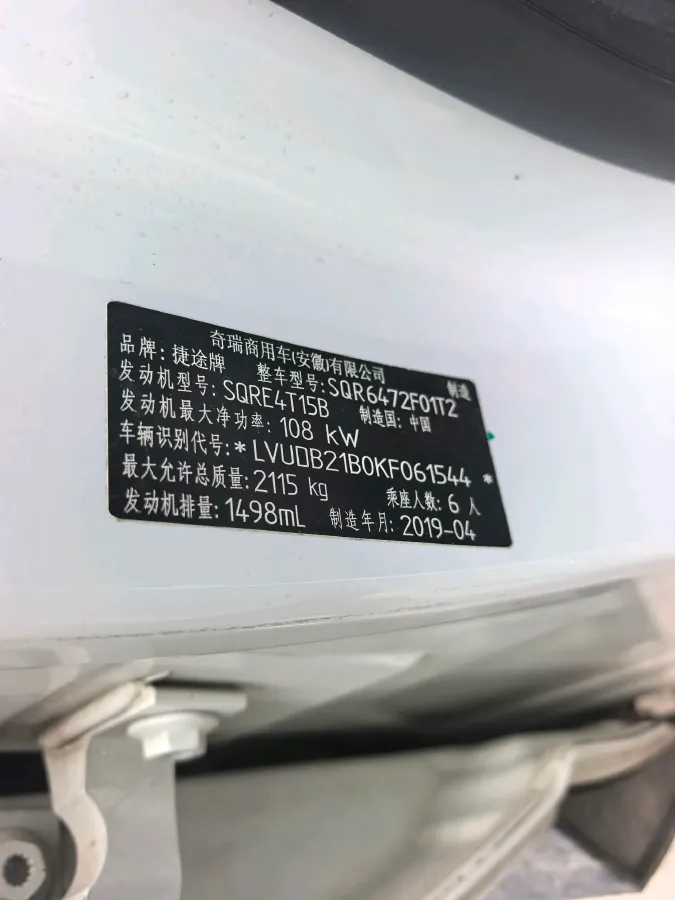 奇瑞商用车(安徽)有限公司 制造
品牌: 捷途牌 整车型号: SQR6472F01T2
发动机型号: SQRE4T15B 制造国: 中国
发动机最大净功率: 108 kW
车辆识别代号: *LVUDB21B0KF061544*
最大允许总质量: 2115 kg 乘座人数: 6 人
发动机排量: 1498mL 制造年月: 2019-04